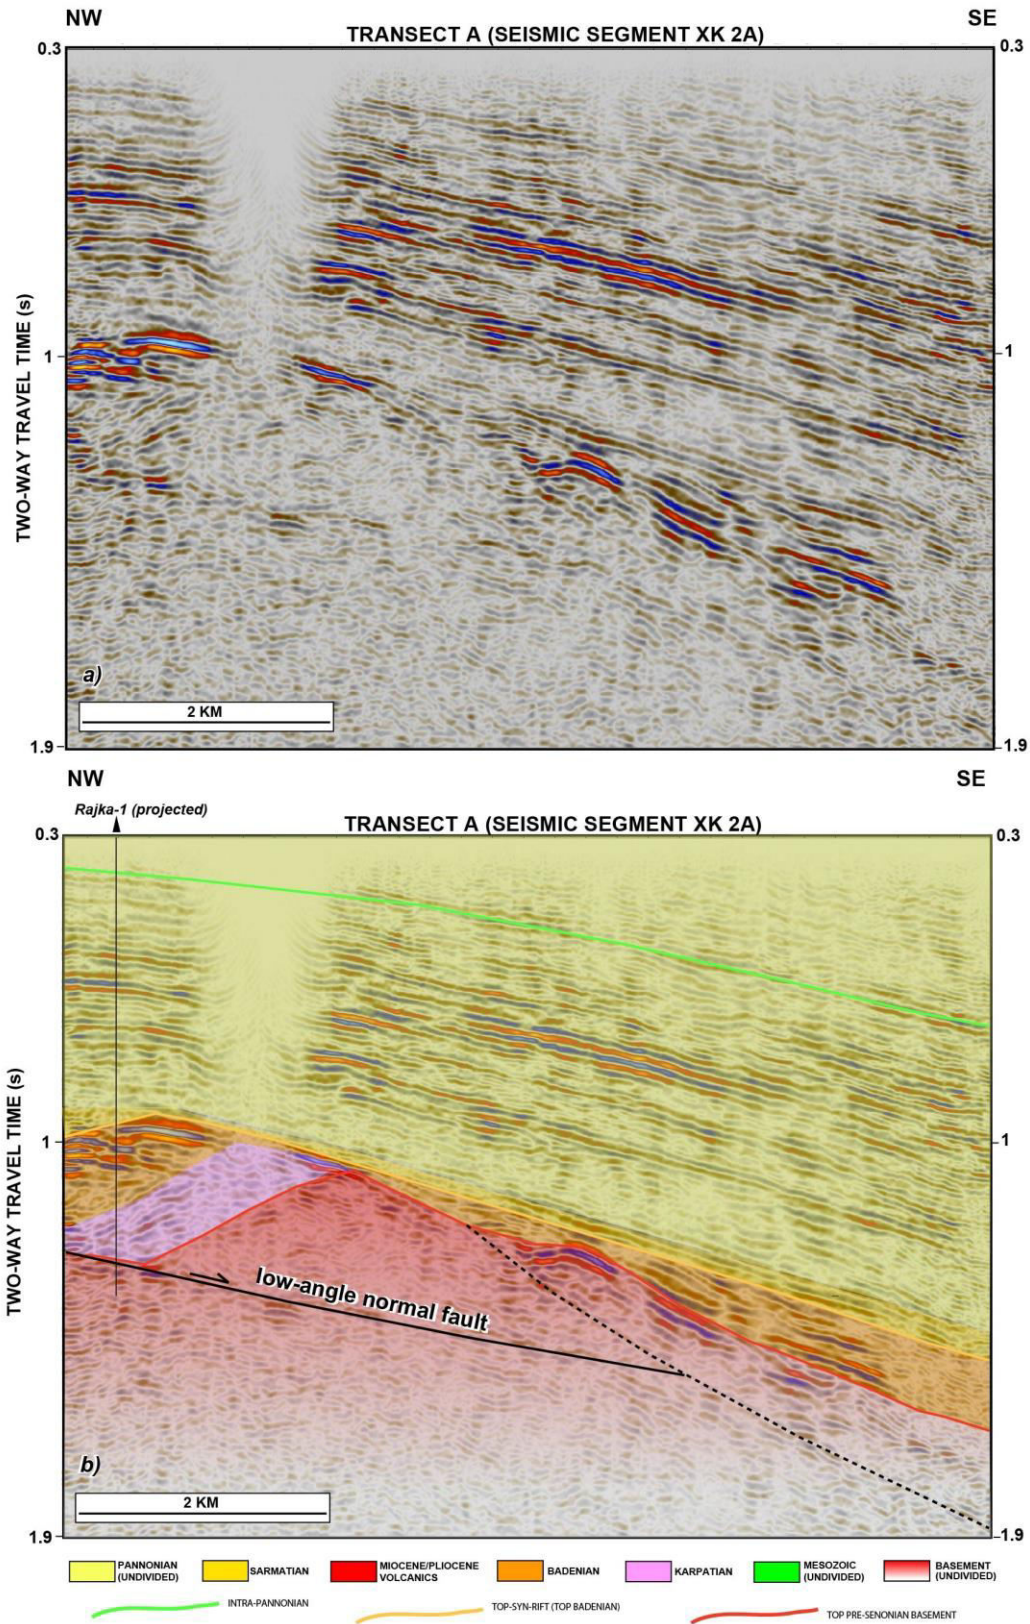 NW
SE
TRANSECT A (SEISMIC SEGMENT XK 2A)
0.3
0.3
TWO-WAY TRAVEL TIME (s)
1
1
a)
2 KM
1.9
1.9
NW
SE
Rajka-1 (projected)
TRANSECT A (SEISMIC SEGMENT XK 2A)
0.3
0.3
TWO-WAY TRAVEL TIME (s)
1
1
low-angle normal fault
b)
2 KM
1.9
1.9
PANNONIAN
(UNDIVIDED)
SARMATIAN
MIOCENE/PLIOCENE
VOLCANICS
BADENIAN
KARPATIAN
MESOZOIC
(UNDIVIDED)
BASEMENT
(UNDIVIDED)
INTRA-PANNONIAN
TOP-SYN-RIFT (TOP BADENIAN)
TOP PRE-SENONIAN BASEMENT